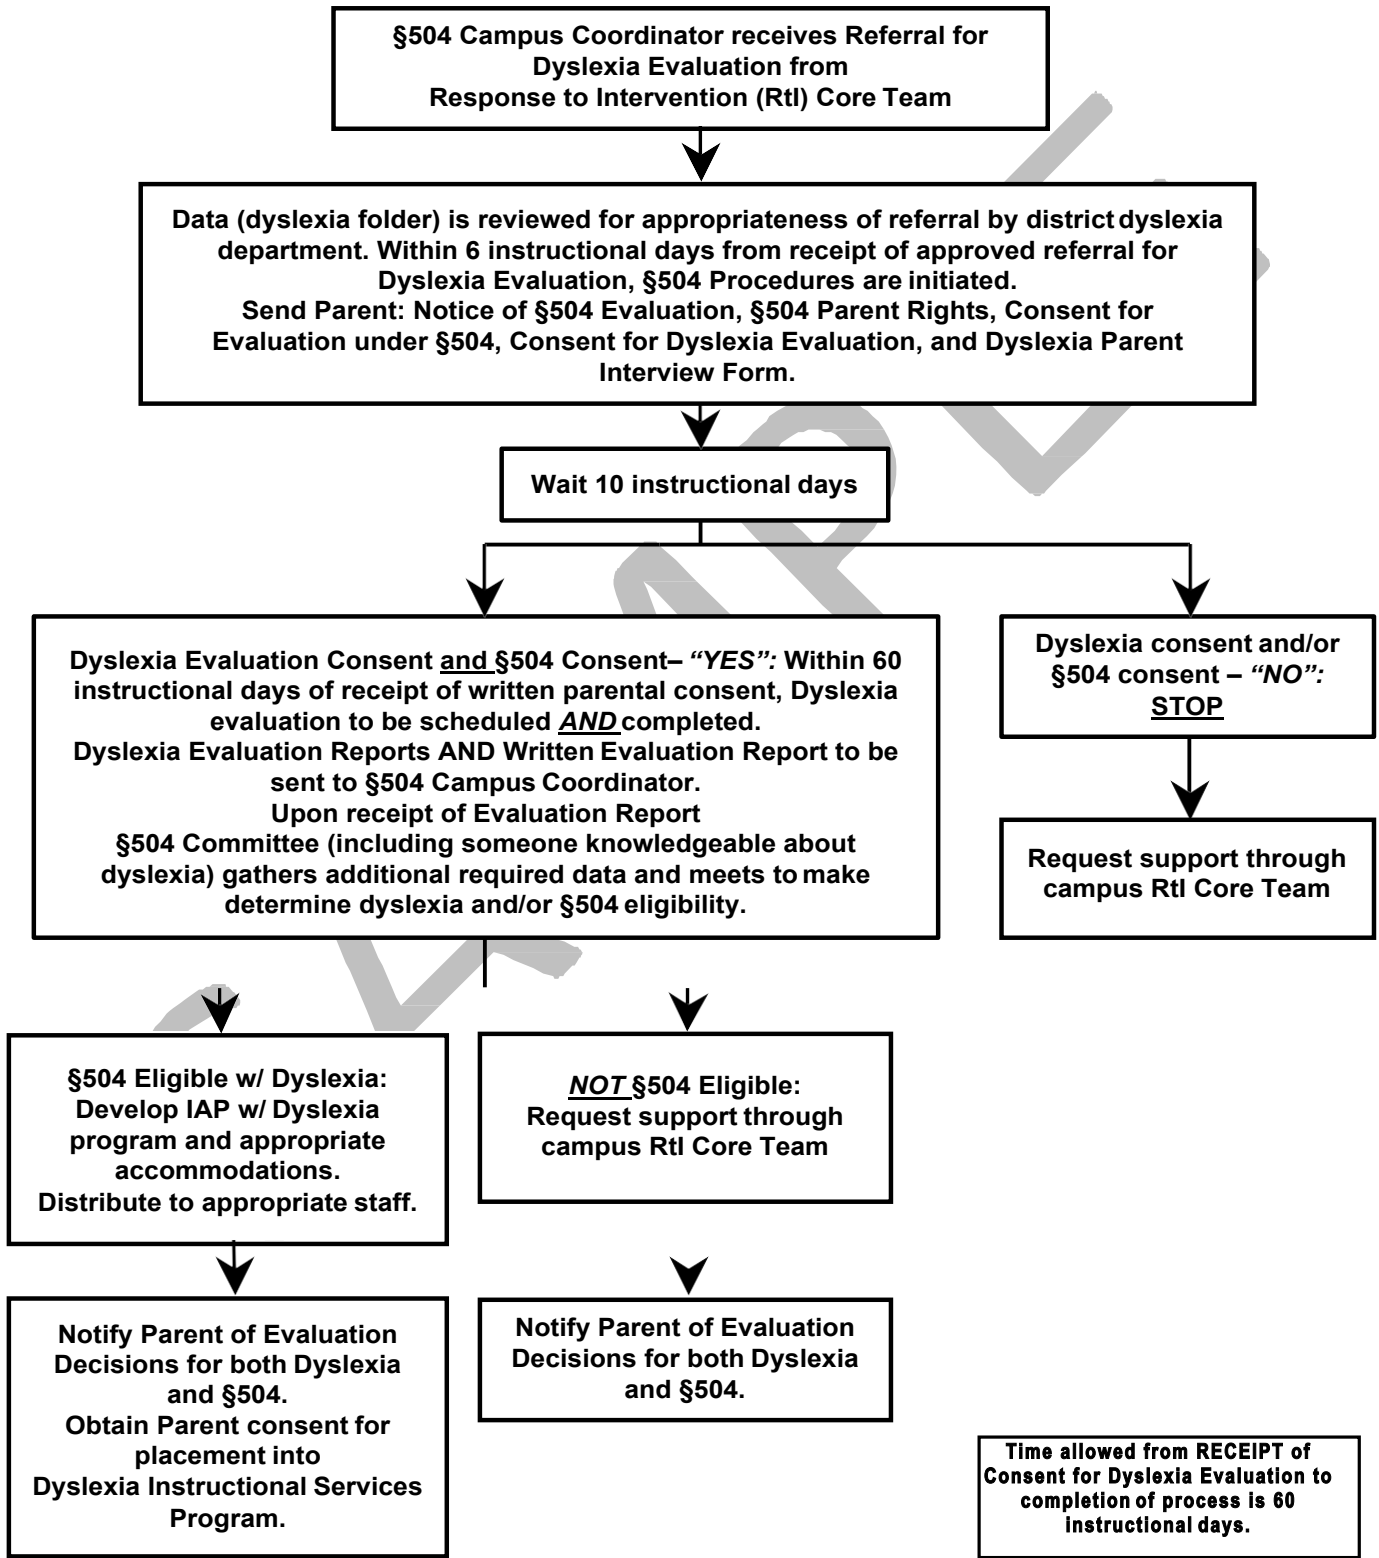 §504 Campus Coordinator receives Referral for
Dyslexia Evaluation from
Response to Intervention (RtI) Core Team
Data (dyslexia folder) is reviewed for appropriateness of referral by district dyslexia
department. Within 6 instructional days from receipt of approved referral for
Dyslexia Evaluation, §504 Procedures are initiated.
Send Parent: Notice of §504 Evaluation, §504 Parent Rights, Consent for
Evaluation under §504, Consent for Dyslexia Evaluation, and Dyslexia Parent
Interview Form.
Wait 10 instructional days
Dyslexia Evaluation Consent and §504 Consent– “YES”: Within 60
instructional days of receipt of written parental consent, Dyslexia
evaluation to be scheduled AND completed.
Dyslexia Evaluation Reports AND Written Evaluation Report to be
sent to §504 Campus Coordinator.
Upon receipt of Evaluation Report
§504 Committee (including someone knowledgeable about
dyslexia) gathers additional required data and meets to make
determine dyslexia and/or §504 eligibility.
Dyslexia consent and/or
§504 consent – “NO”:
STOP
Request support through
campus RtI Core Team
§504 Eligible w/ Dyslexia:
Develop IAP w/ Dyslexia
program and appropriate
accommodations.
Distribute to appropriate staff.
NOT §504 Eligible:
Request support through
campus RtI Core Team
Notify Parent of Evaluation
Decisions for both Dyslexia
and §504.
Obtain Parent consent for
placement into
Dyslexia Instructional Services
Program.
Notify Parent of Evaluation
Decisions for both Dyslexia
and §504.
Time allowed from RECEIPT of
Consent for Dyslexia Evaluation to
completion of process is 60
instructional days.
SAMPLE